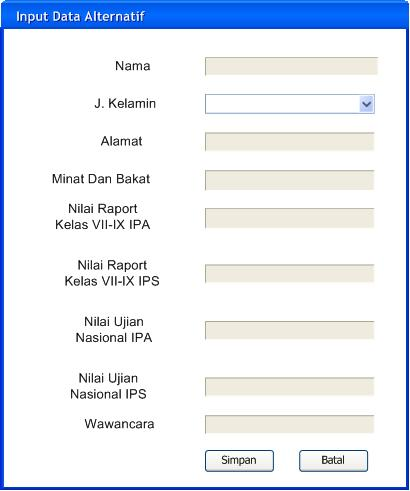 Input Data Alternatif
Nama
J. Kelamin
Alamat
Minat Dan Bakat
Nilai Raport
Kelas VII-IX IPA
Nilai Raport
Kelas VII-IX IPS
Nilai Ujian
Nasional IPA
Nilai Ujian
Nasional IPS
Wawancara
Simpan Batal